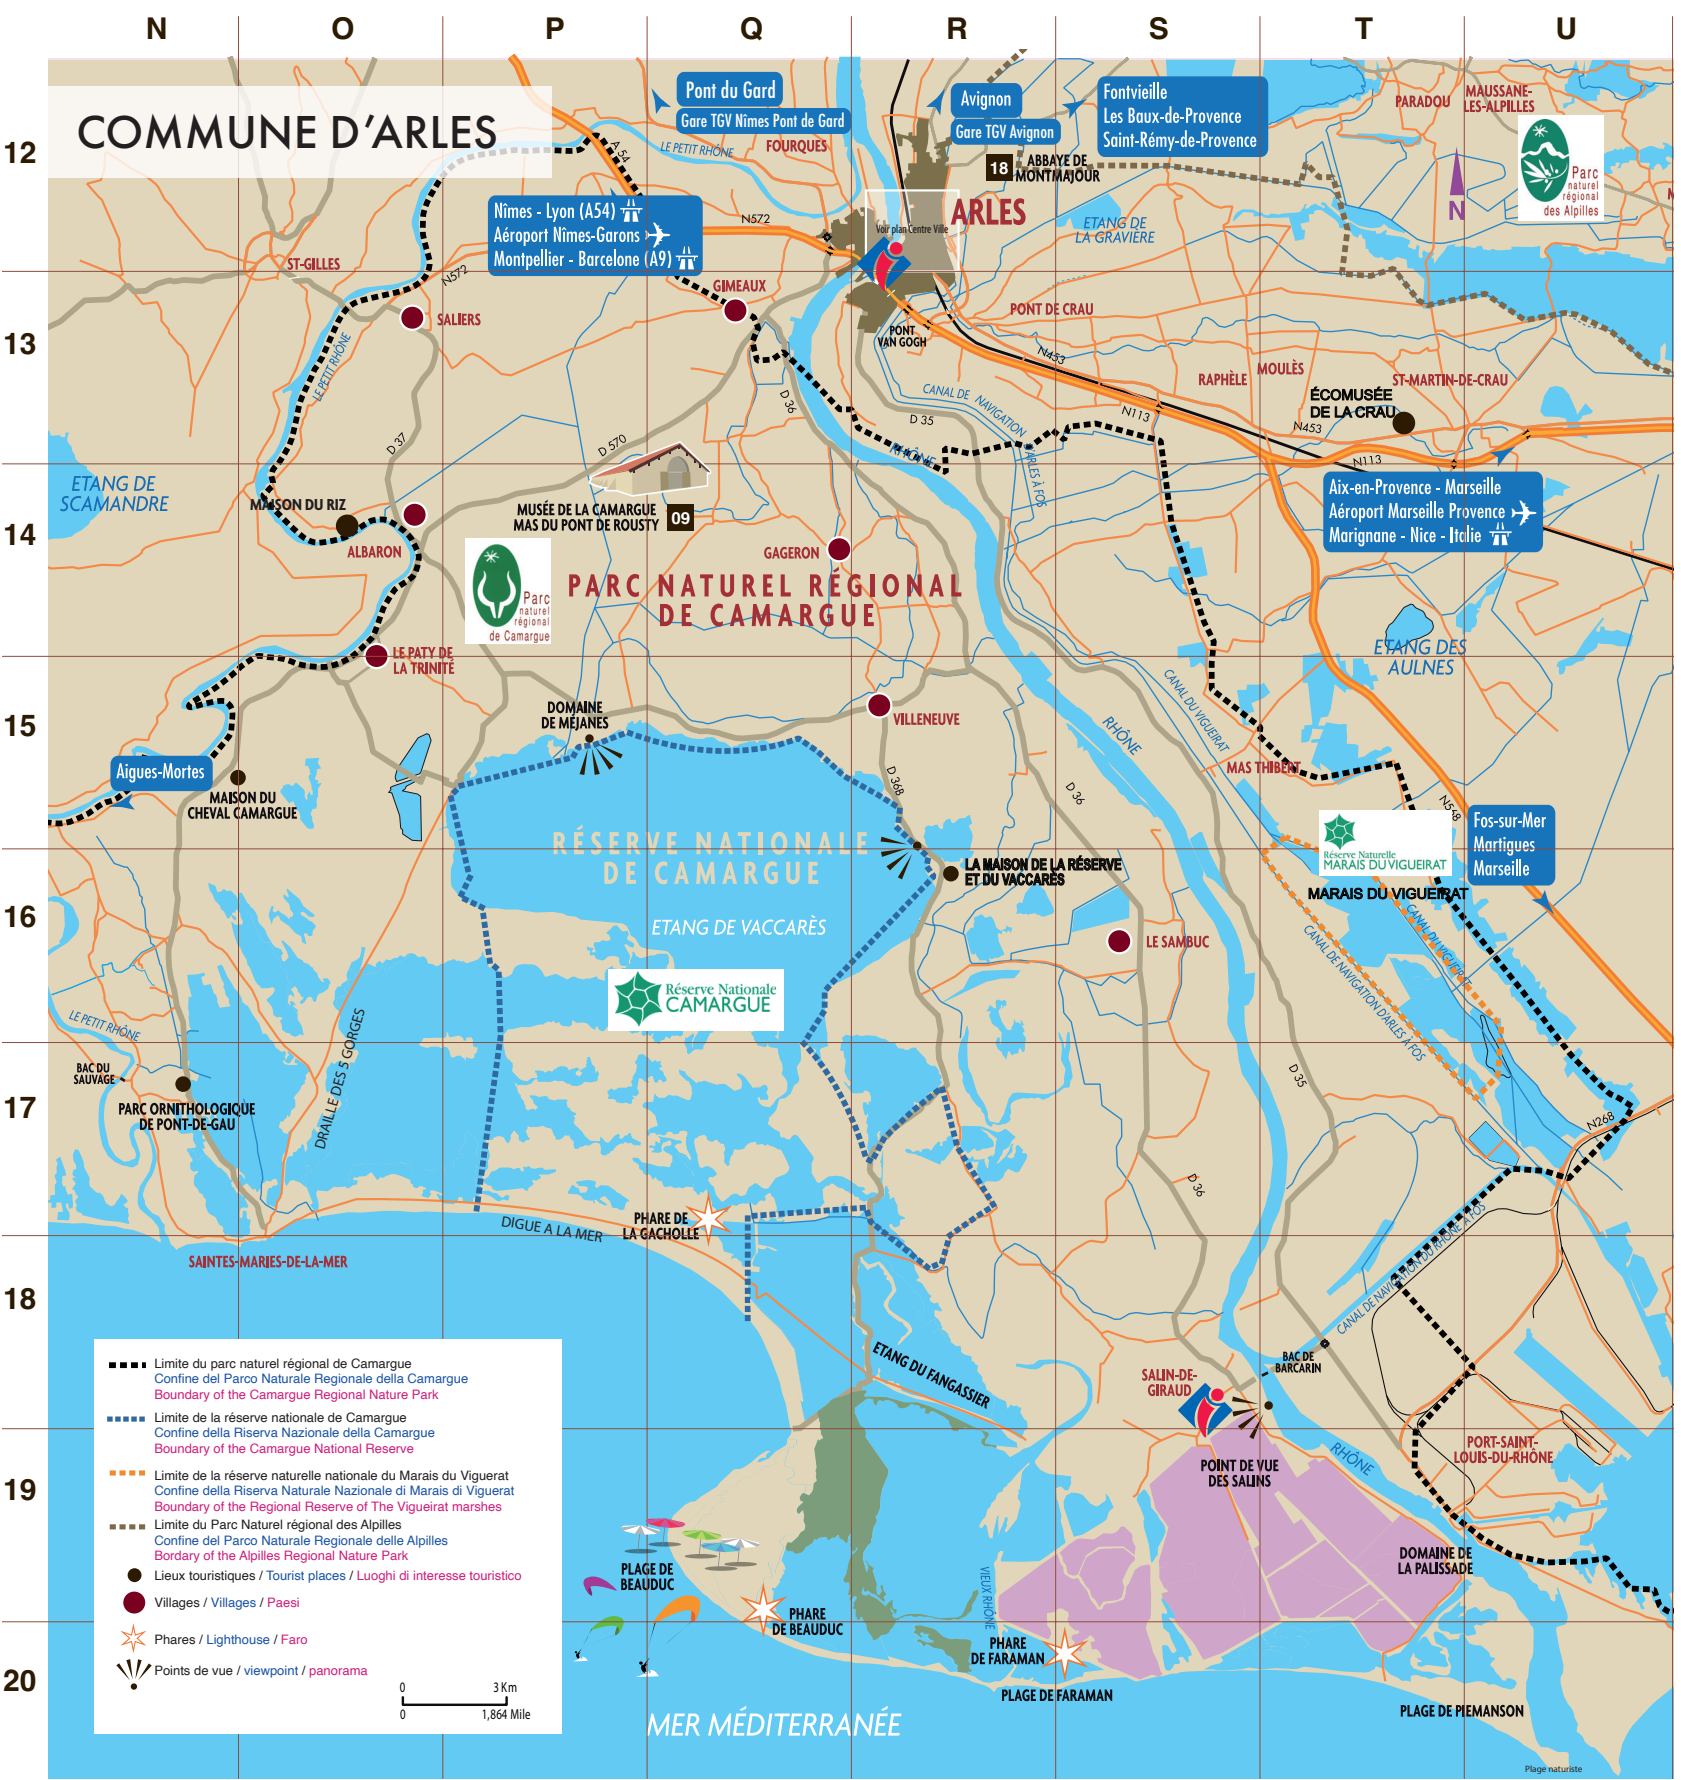 N O P Q R S T U
12
13
14
15
16
17
18
19
20
COMMUNE D'ARLES
Pont du Gard
Gare TGV Nîmes Pont de Gard
Avignon
Gare TGV Avignon
Fontvieille
Les Baux-de-Provence
Saint-Rémy-de-Provence
PARADOU
MAUSSANE-
LES-ALPILLES
Parc
naturel
régional
des Alpilles
N
LE PETIT RHÔNE
FOURQUES
A 54
18
ABBAYE DE
MONTMAJOUR
ARLES
Voir plan Centre Ville
ETANG DE
LA GRAVIÈRE
Nîmes - Lyon (A54)
Aéroport Nîmes-Garons
Montpellier - Barcelone (A9)
N572
N572
ST-GILLES
GIMEAUX
SALIERS
LE PETIT RHÔNE
PONT
VAN GOGH
PONT DE CRAU
N453
RAPHÈLE
MOULÈS
ST-MARTIN-DE-CRAU
ÉCOMUSÉE
DE LA CRAU
N453
N113
N113
CANAL DE NAVIGATION D'ARLES À FOS
D 35
D 36
D 37
D 570
RHÔNE
ETANG DE
SCAMANDRE
MAISON DU RIZ
ALBARON
MUSÉE DE LA CAMARGUE
MAS DU PONT DE ROUSTY
09
GAGERON
Aix-en-Provence - Marseille
Aéroport Marseille Provence
Marignane - Nice - Italie
Parc
naturel
régional
de Camargue
PARC NATUREL RÉGIONAL
DE CAMARGUE
ETANG DES
AULNES
LE PATY DE
LA TRINITÉ
DOMAINE
DE MÉJANES
VILLENEUVE
CANAL DU VIGUEIRAT
RHÔNE
MAS THIBERT
Aigues-Mortes
MAISON DU
CHEVAL CAMARGUE
D 36B
D 36
N568
Fos-sur-Mer
Martigues
Marseille
Réserve Naturelle
MARAIS DU VIGUEIRAT
MARAIS DU VIGUEIRAT
RÉSERVE NATIONALE
DE CAMARGUE
LA MAISON DE LA RÉSERVE
ET DU VACCARÈS
ETANG DE VACCARÈS
LE SAMBUC
CANAL DU VIGUEIRAT
CANAL DE NAVIGATION D'ARLES À FOS
Réserve Nationale
CAMARGUE
LE PETIT RHÔNE
BAC DU
SAUVAGE
PARC ORNITHOLOGIQUE
DE PONT-DE-GAU
DRAILLE DES 5 GORGES
D 35
N268
D 36
DIGUE A LA MER
PHARE DE
LA GACHOLLE
SAINTES-MARIES-DE-LA-MER
CANAL DE NAVIGATION DU RHÔNE À FOS
ETANG DU FANGASSIER
BAC DE
BARCARIN
SALIN-DE-
GIRAUD
POINT DE VUE
DES SALINS
RHÔNE
PORT-SAINT-
LOUIS-DU-RHÔNE
DOMAINE DE
LA PALISSADE
PLAGE DE
BEAUDUC
PHARE
DE BEAUDUC
VIEUX RHÔNE
PHARE
DE FARAMAN
PLAGE DE FARAMAN
PLAGE DE PIEMANSON
MER MÉDITERRANÉE
Plage naturiste
Limite du parc naturel régional de Camargue
Confine del Parco Naturale Regionale della Camargue
Boundary of the Camargue Regional Nature Park
Limite de la réserve nationale de Camargue
Confine della Riserva Nazionale della Camargue
Boundary of the Camargue National Reserve
Limite de la réserve naturelle nationale du Marais du Viguerat
Confine della Riserva Naturale Nazionale di Marais di Viguerat
Boundary of the Regional Reserve of The Vigueirat marshes
Limite du Parc Naturel régional des Alpilles
Confine del Parco Naturale Regionale delle Alpilles
Bordary of the Alpilles Regional Nature Park
Lieux touristiques / Tourist places / Luoghi di interesse touristico
Villages / Villages / Paesi
Phares / Lighthouse / Faro
Points de vue / viewpoint / panorama
0 3 Km
0 1,864 Mile